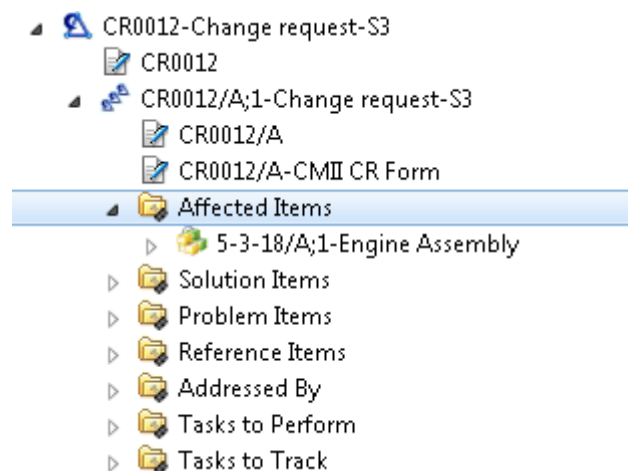 CR0012-Change request-S3
CR0012
CR0012/A;1-Change request-S3
CR0012/A
CR0012/A-CMII CR Form
Affected Items
5-3-18/A;1-Engine Assembly
Solution Items
Problem Items
Reference Items
Addressed By
Tasks to Perform
Tasks to Track